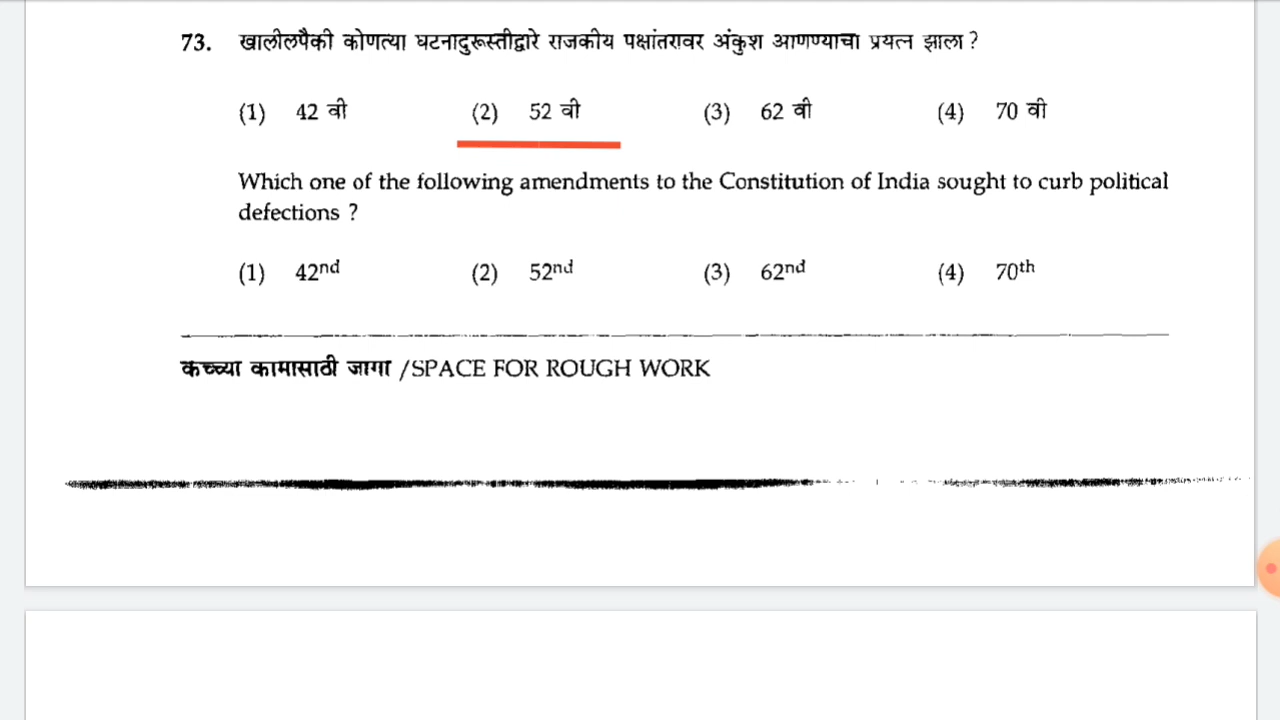 73. खालीलपैकी कोणत्या घटनादुरूस्तीद्वारे राजकीय पक्षांतरावर अंकुश आणण्याचा प्रयत्न झाला ?
(1) 42 वी (2) 52 वी (3) 62 वी (4) 70 वी
Which one of the following amendments to the Constitution of India sought to curb political
defections ?
(1) 42nd (2) 52nd (3) 62nd (4) 70th
कच्च्या कामासाठी जागा /SPACE FOR ROUGH WORK